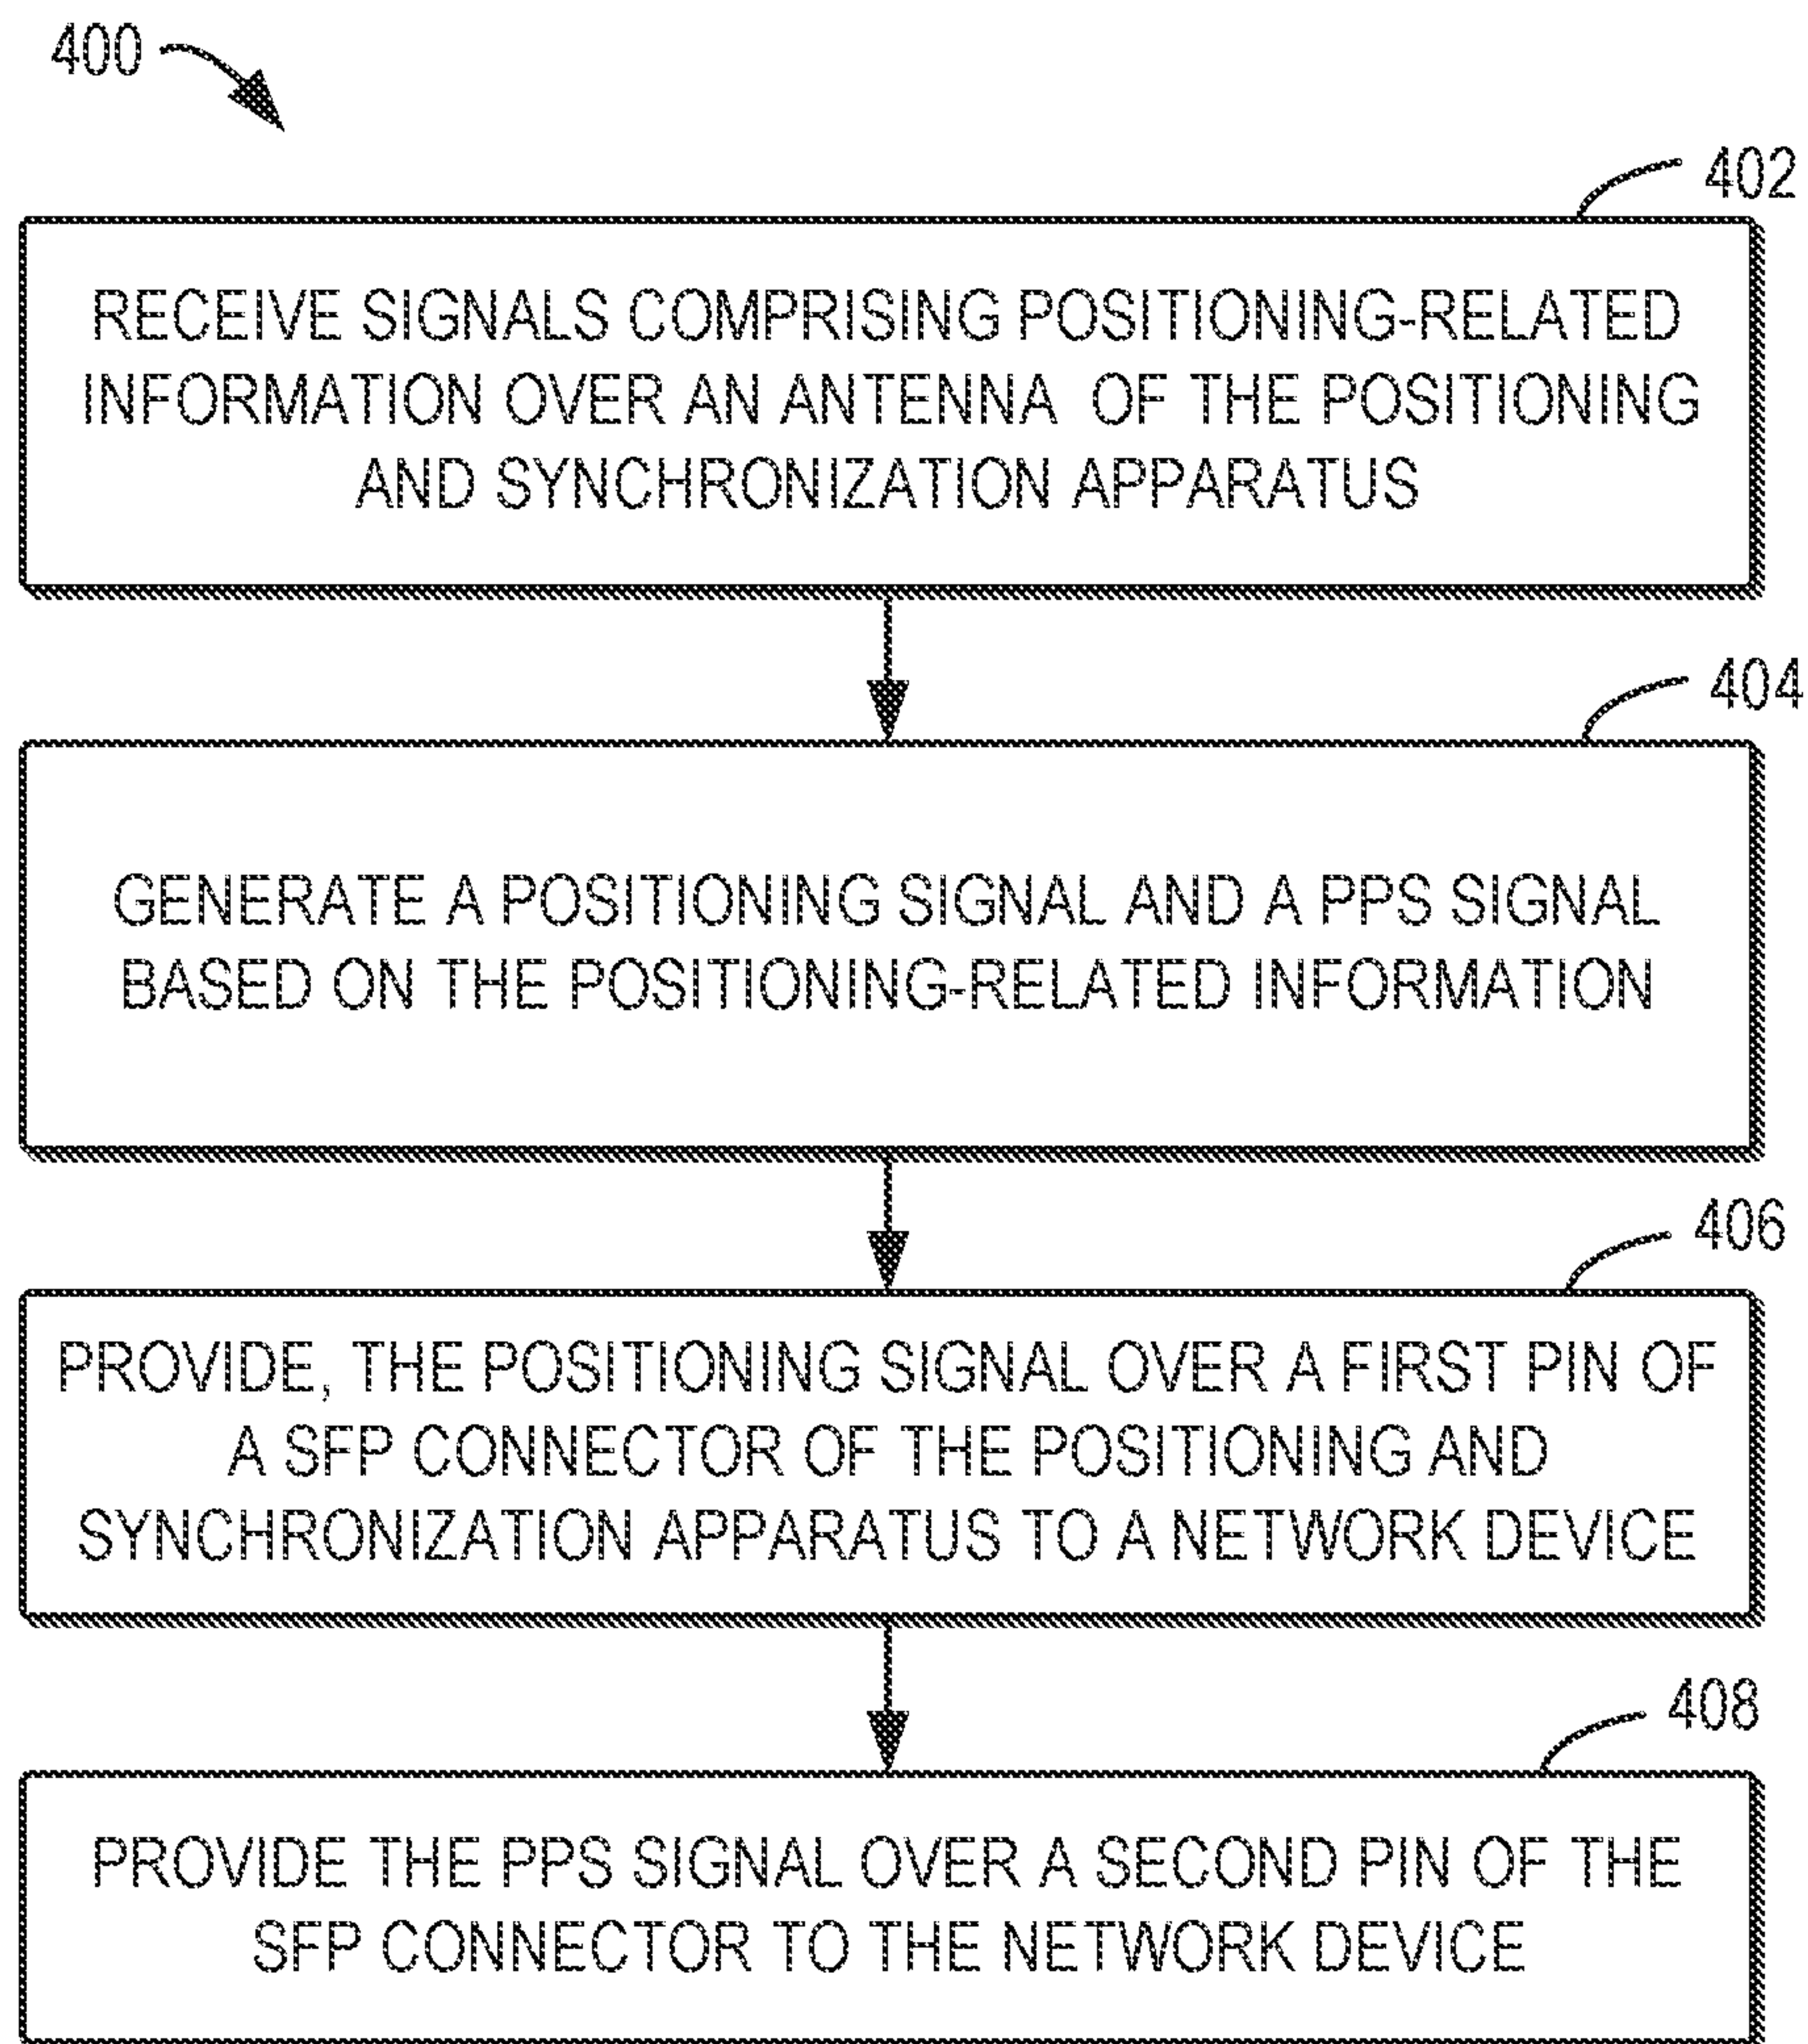 400
402
RECEIVE SIGNALS COMPRISING POSITIONING-RELATED
INFORMATION OVER AN ANTENNA OF THE POSITIONING
AND SYNCHRONIZATION APPARATUS
404
GENERATE A POSITIONING SIGNAL AND A PPS SIGNAL
BASED ON THE POSITIONING-RELATED INFORMATION
406
PROVIDE, THE POSITIONING SIGNAL OVER A FIRST PIN OF
A SFP CONNECTOR OF THE POSITIONING AND
SYNCHRONIZATION APPARATUS TO A NETWORK DEVICE
408
PROVIDE THE PPS SIGNAL OVER A SECOND PIN OF THE
SFP CONNECTOR TO THE NETWORK DEVICE